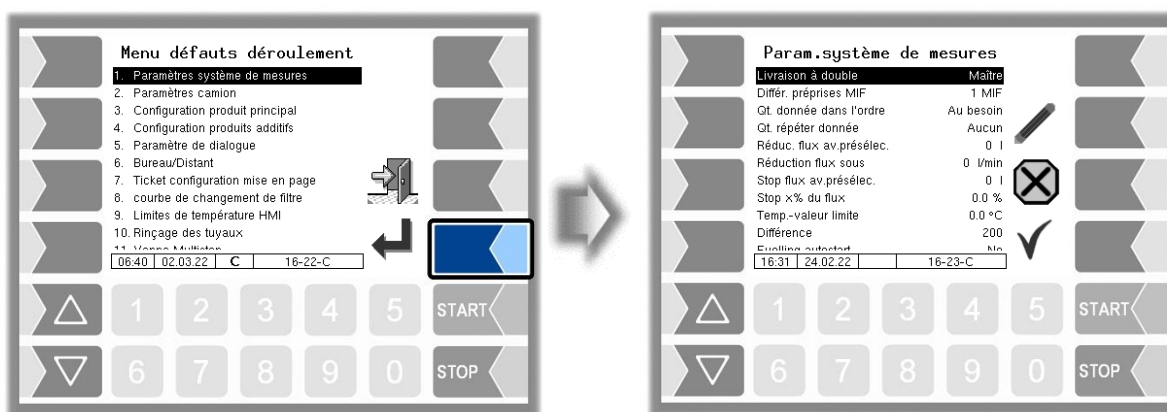 Menu défauts déroulement
1. Paramètres système de mesures
2. Paramètres camion
3. Configuration produit principal
4. Configuration produits additifs
5. Paramètre de dialogue
6. Bureau/Distant
7. Ticket configuration mise en page
8. courbe de changement de filtre
9. Limites de température HMI
10. Rinçage des tuyaux
11. Vanne Multistop
06:40 02.03.22 C 16-22-C
1 2 3 4 5 START
6 7 8 9 0 STOP
Param.système de mesures
Livraison à double Maître
Différ. préprises MIF 1 MIF
Qt. donnée dans l'ordre Au besoin
Qt. répéter donnée Aucun
Réduc. flux av.présélec. 0 l
Réduction flux sous 0 l/min
Stop flux av.présélec. 0 l
Stop x% du flux 0.0 %
Temp.-valeur limite 0.0 °C
Différence 200
Fuelling autostart No
16:31 24.02.22 16-23-C
1 2 3 4 5 START
6 7 8 9 0 STOP